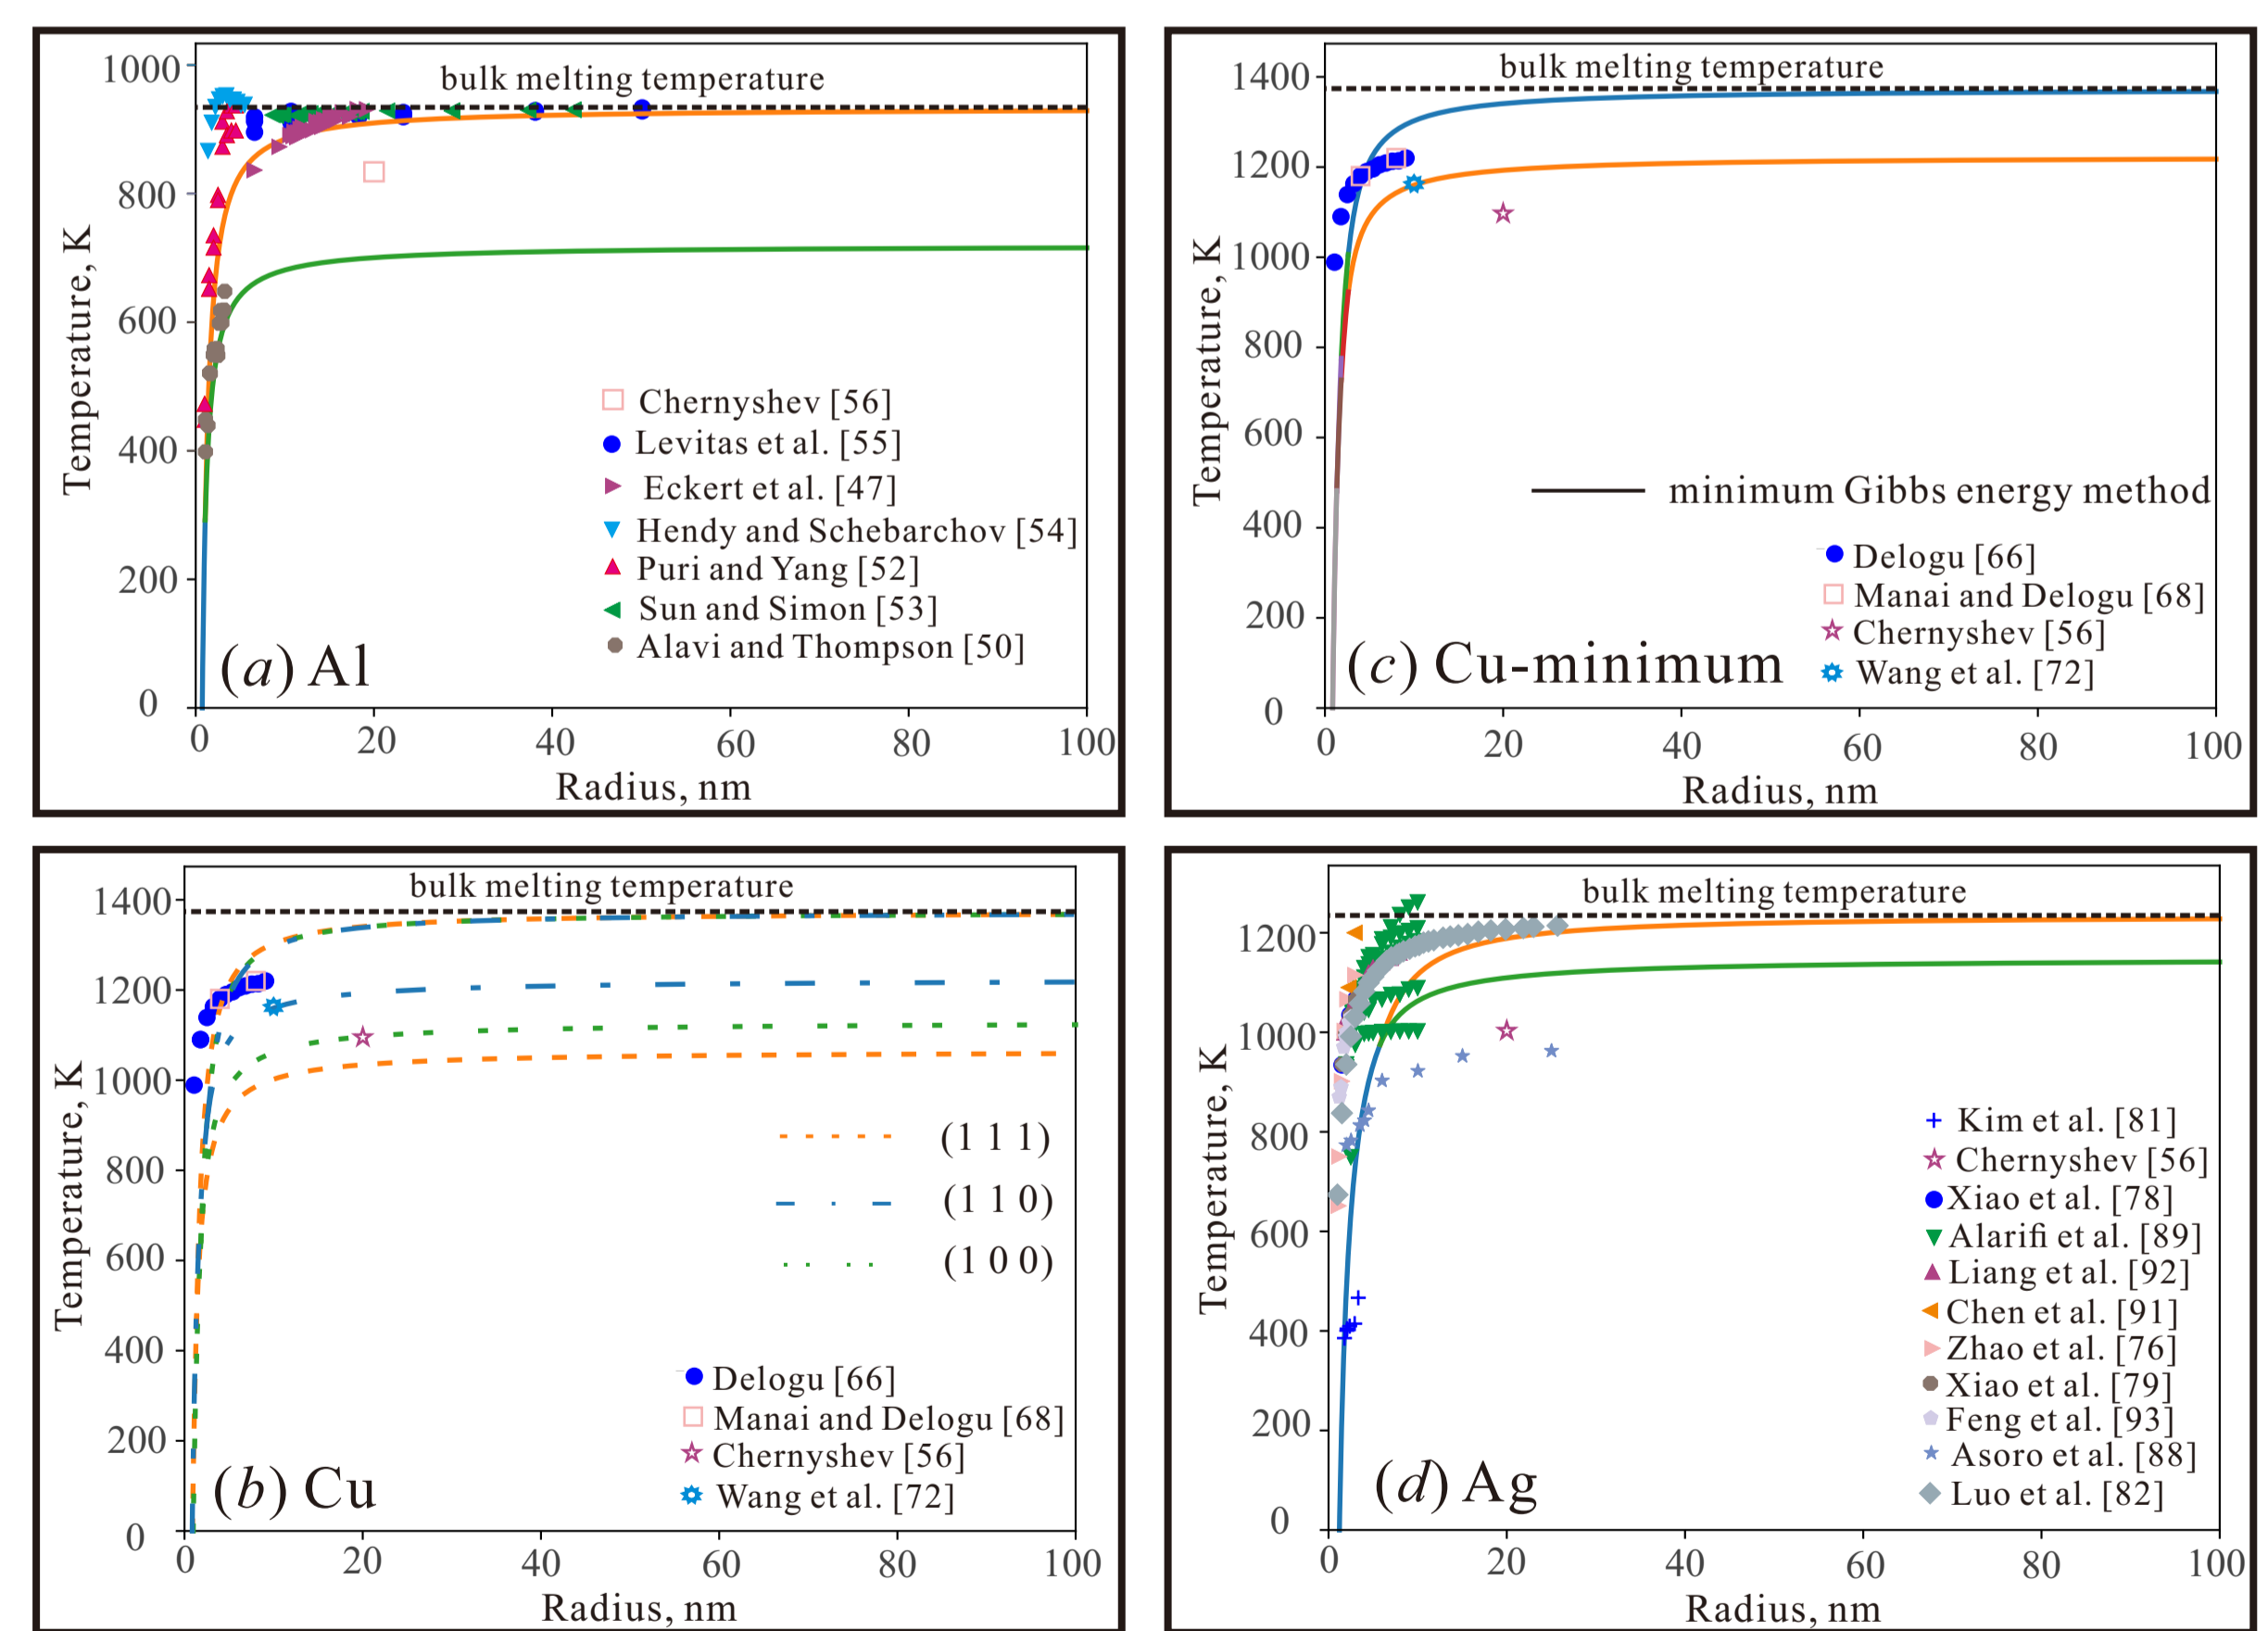 bulk melting temperature
1000
800
600
400
200
0
Temperature, K
Chernyshev [56]
Levitas et al. [55]
Eckert et al. [47]
Hendy and Schebarchov [54]
Puri and Yang [52]
Sun and Simon [53]
Alavi and Thompson [50]
(a) Al
0 20 40 60 80 100
Radius, nm
bulk melting temperature
1400
1200
1000
800
600
400
200
0
Temperature, K
minimum Gibbs energy method
Delogu [66]
Manai and Delogu [68]
Chernyshev [56]
Wang et al. [72]
(c) Cu-minimum
0 20 40 60 80 100
Radius, nm
bulk melting temperature
1400
1200
1000
800
600
400
200
0
Temperature, K
(1 1 1)
(1 1 0)
(1 0 0)
Delogu [66]
Manai and Delogu [68]
Chernyshev [56]
Wang et al. [72]
(b) Cu
0 20 40 60 80 100
Radius, nm
bulk melting temperature
1200
1000
800
600
400
200
0
Temperature, K
Kim et al. [81]
Chernyshev [56]
Xiao et al. [78]
Alarifi et al. [89]
Liang et al. [92]
Chen et al. [91]
Zhao et al. [76]
Xiao et al. [79]
Feng et al. [93]
Asoro et al. [88]
Luo et al. [82]
(d) Ag
0 20 40 60 80 100
Radius, nm